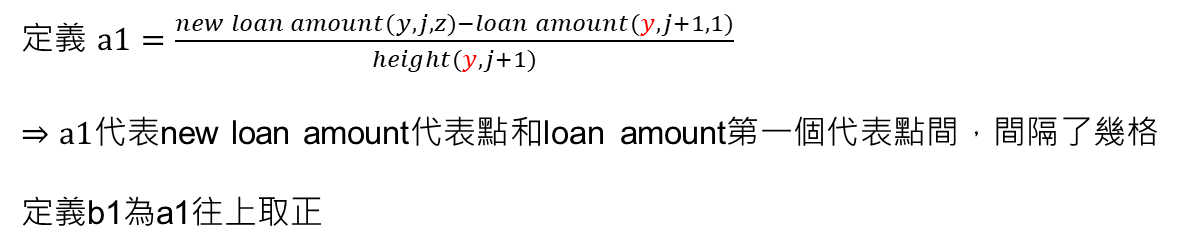 定義 a1 = \frac{new loan amount(y,j,z)−loan amount(y,j+1,1)}{height(y,j+1)}
⇒ a1代表new loan amount代表點和loan amount第一個代表點間，間隔了幾格
定義b1為a1往上取正